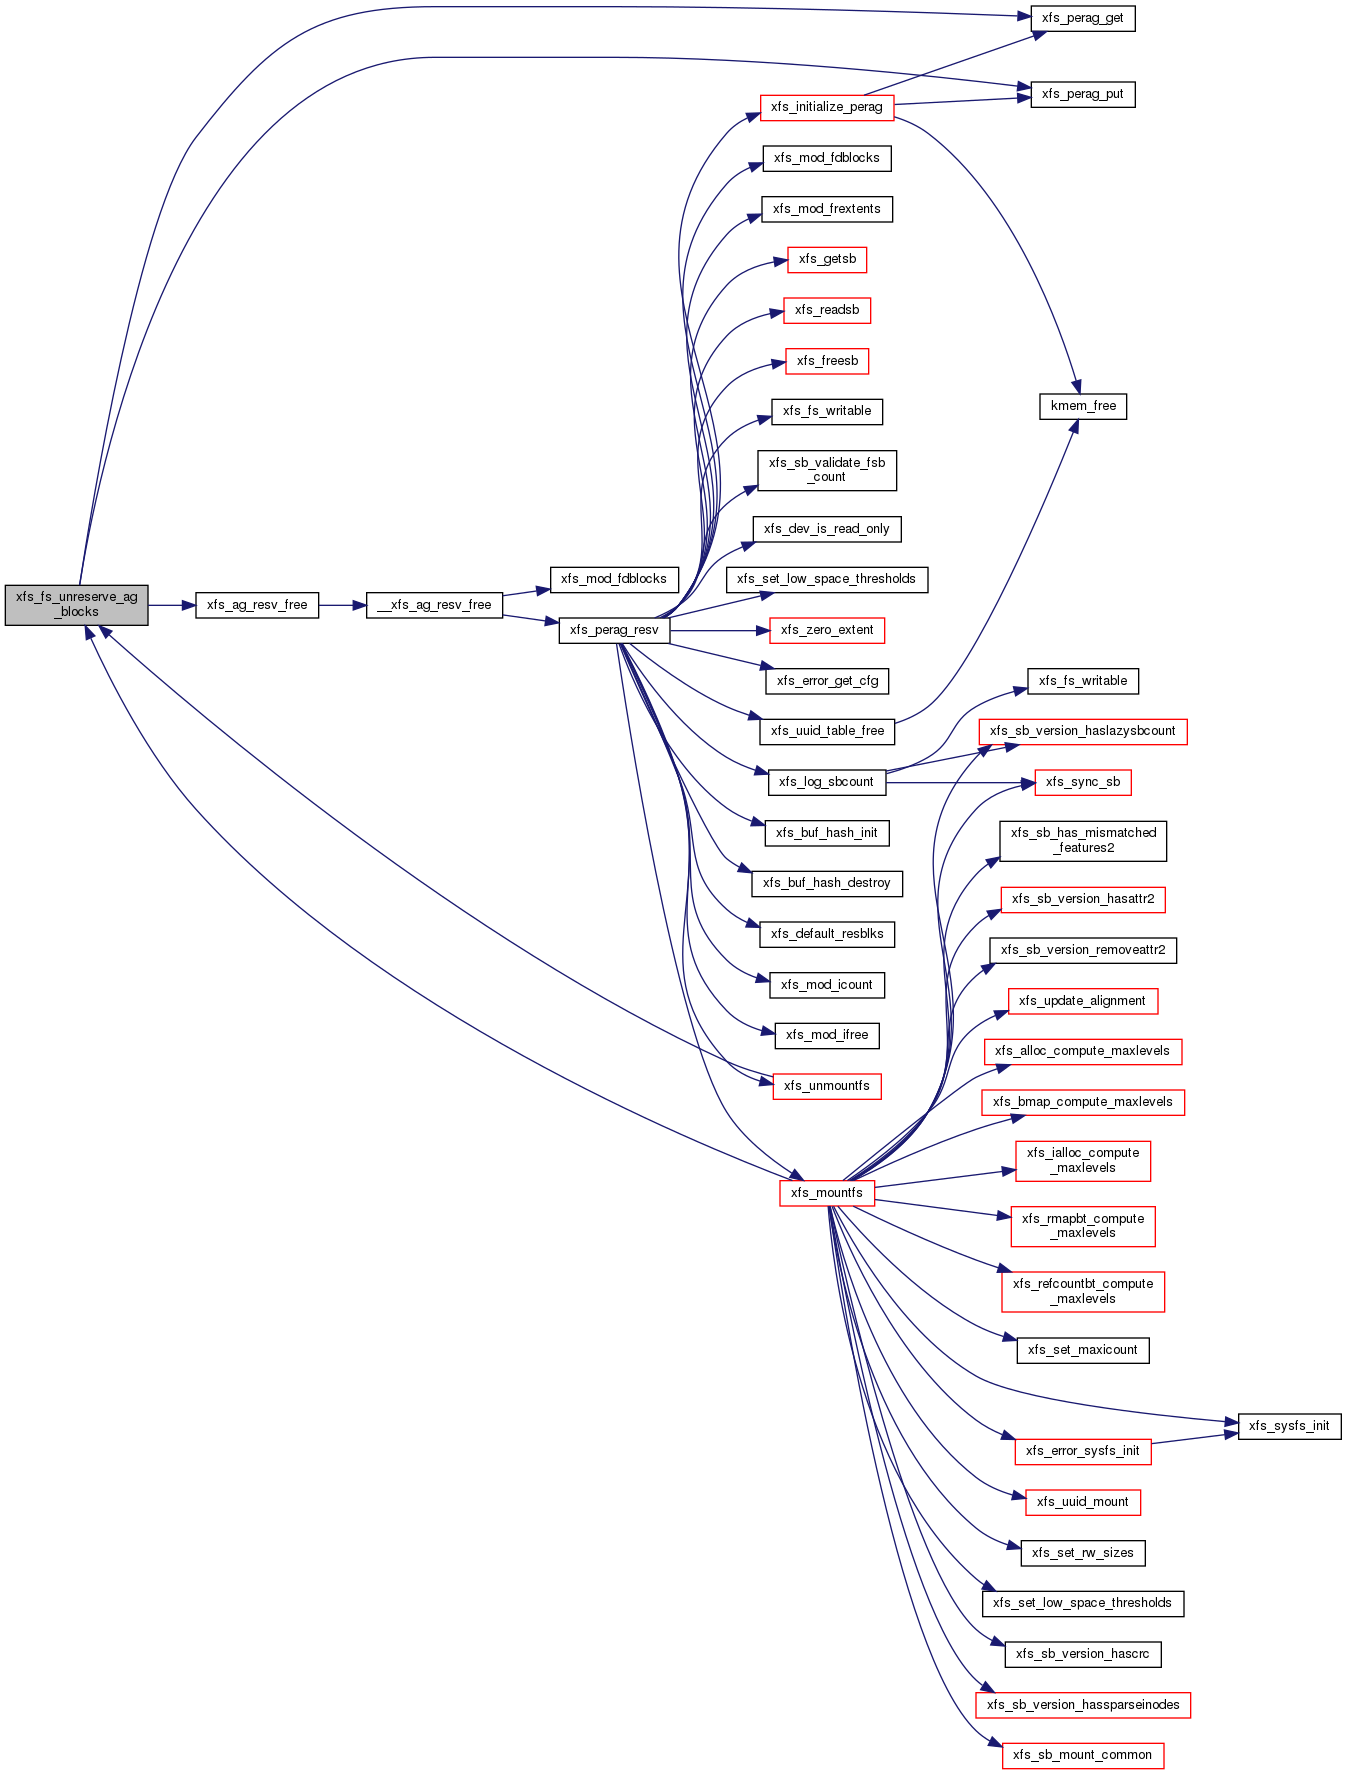 xfs_perag_get
xfs_perag_put
xfs_initialize_perag
xfs_mod_fdblocks
xfs_mod_frextents
xfs_getsb
xfs_readsb
xfs_freesb
kmem_free
xfs_fs_writable
xfs_sb_validate_fsb
_count
xfs_dev_is_read_only
xfs_mod_fdblocks
xfs_set_low_space_thresholds
xfs_fs_unreserve_ag
_blocks
xfs_ag_resv_free
__xfs_ag_resv_free
xfs_perag_resv
xfs_zero_extent
xfs_error_get_cfg
xfs_fs_writable
xfs_uuid_table_free
xfs_sb_version_haslazysbcount
xfs_log_sbcount
xfs_sync_sb
xfs_buf_hash_init
xfs_sb_has_mismatched
_features2
xfs_buf_hash_destroy
xfs_sb_version_hasattr2
xfs_default_resblks
xfs_sb_version_removeattr2
xfs_mod_icount
xfs_update_alignment
xfs_mod_ifree
xfs_alloc_compute_maxlevels
xfs_unmountfs
xfs_bmap_compute_maxlevels
xfs_ialloc_compute
_maxlevels
xfs_mountfs
xfs_rmapbt_compute
_maxlevels
xfs_refcountbt_compute
_maxlevels
xfs_set_maxicount
xfs_sysfs_init
xfs_error_sysfs_init
xfs_uuid_mount
xfs_set_rw_sizes
xfs_set_low_space_thresholds
xfs_sb_version_hascrc
xfs_sb_version_hassparseinodes
xfs_sb_mount_common